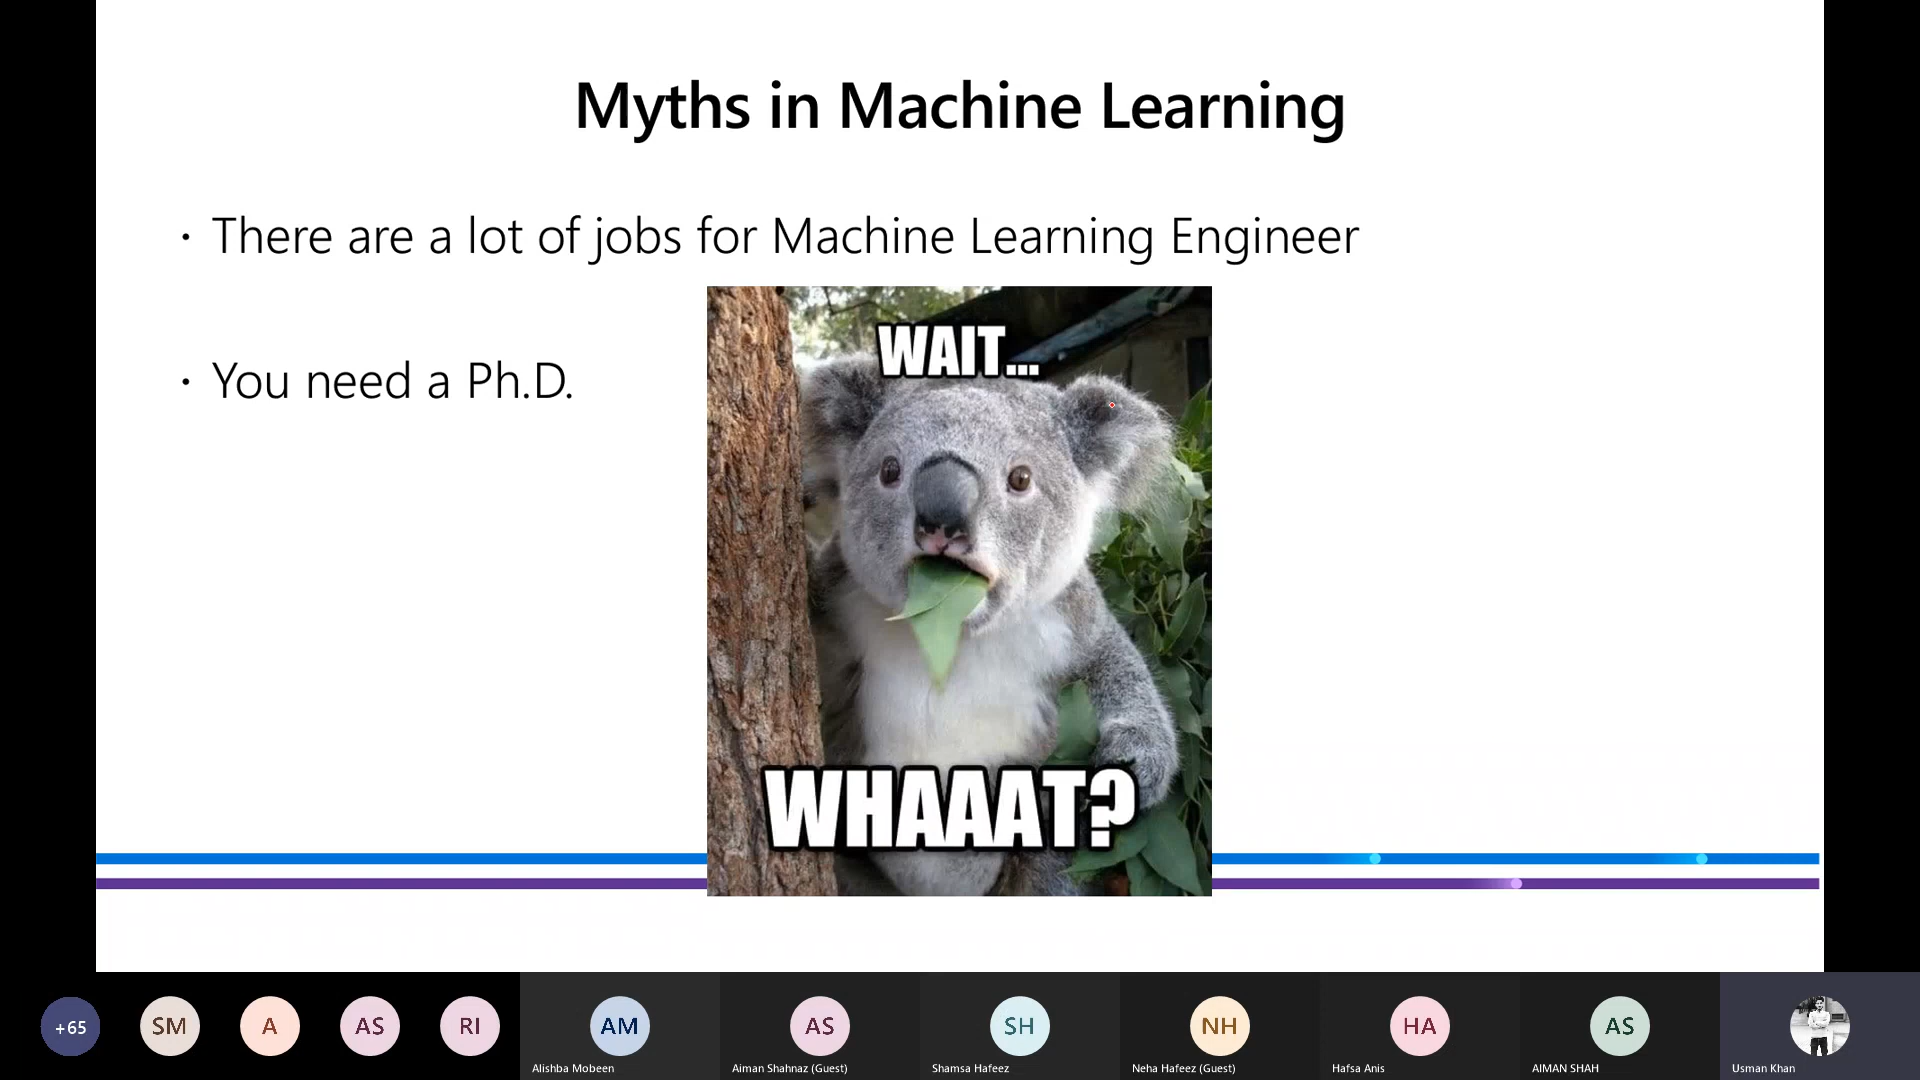 Myths in Machine Learning
• There are a lot of jobs for Machine Learning Engineer
• You need a Ph.D.
WAIT...
WHAAAT?
+65
SM
A
AS
RI
AM
AS
SH
NH
HA
AS
Alishba Mobeen
Aiman Shahnaz (Guest)
Shamsa Hafeez
Neha Hafeez (Guest)
Hafsa Anis
AIMAN SHAH
Usman Khan